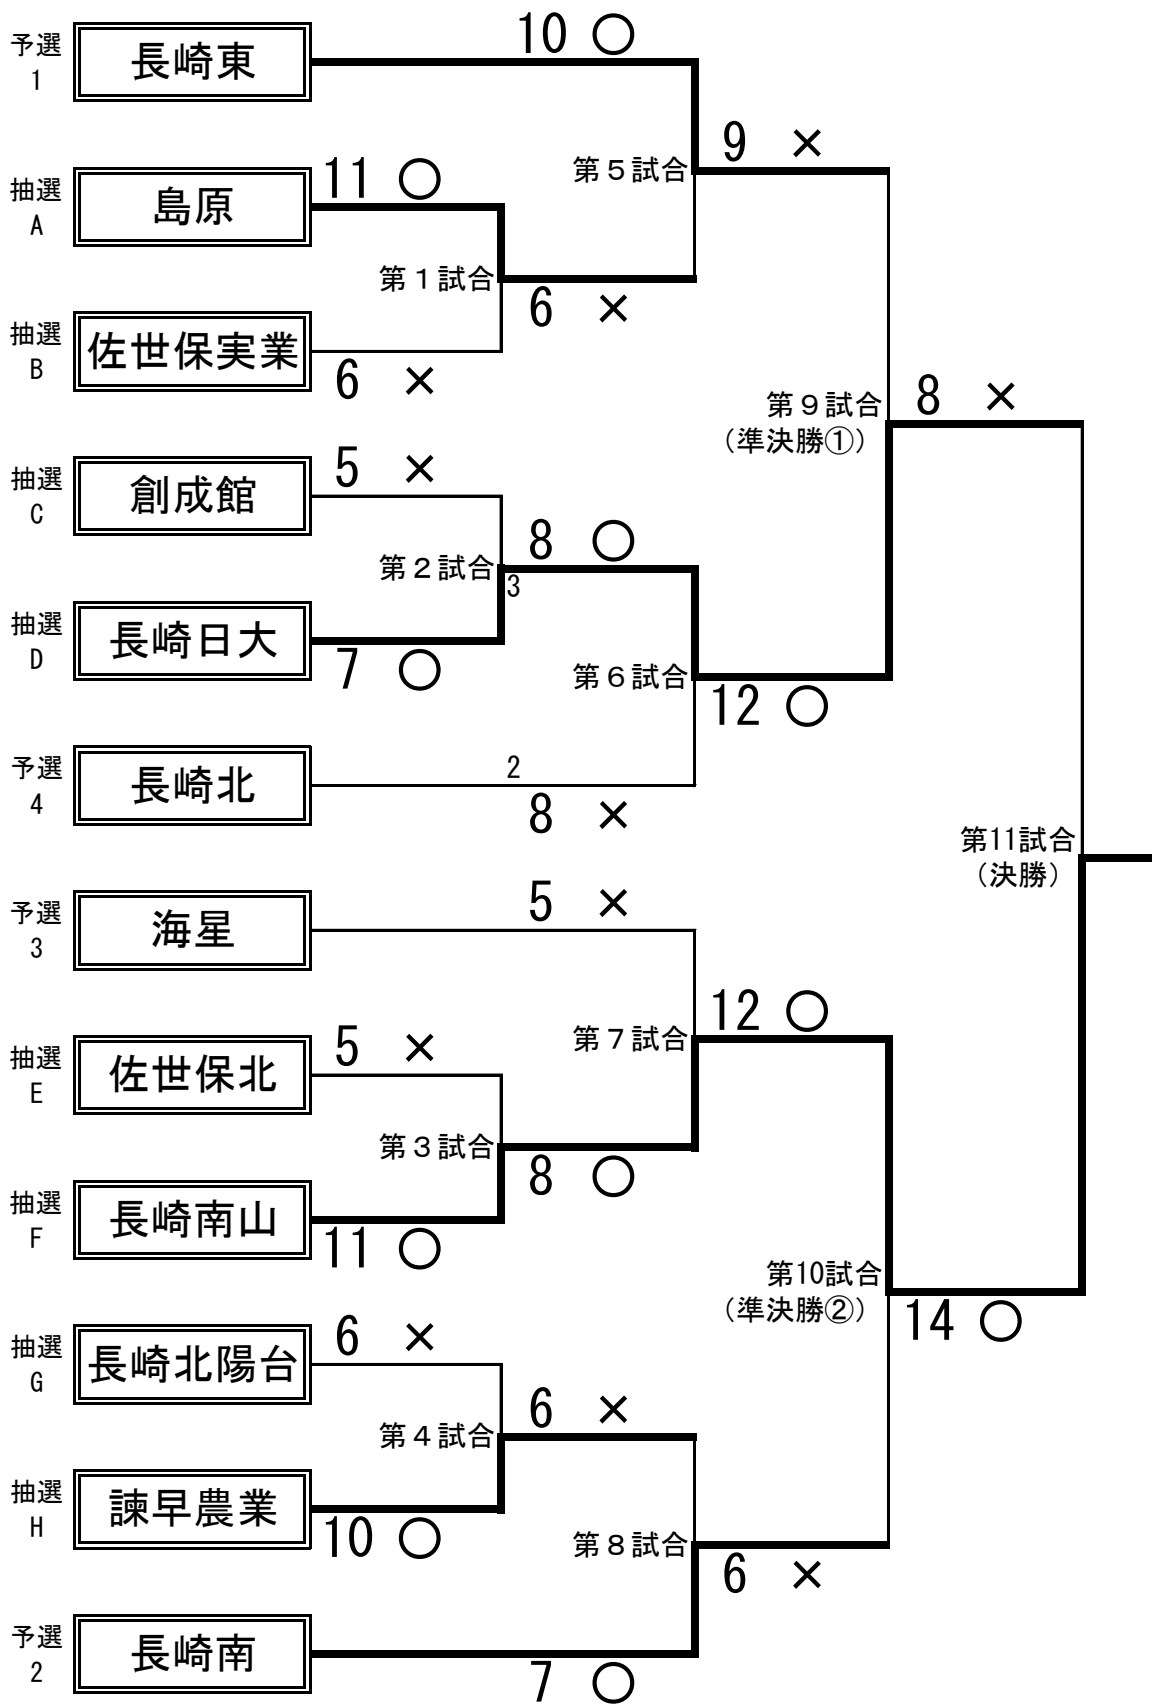 予選
1
長崎東
10 ○
抽選
A
島原
11 ○
第5試合
9 ×
第1試合
6 ×
抽選
B
佐世保実業
6 ×
抽選
C
創成館
5 ×
第9試合
(準決勝①)
8 ×
第2試合
8 ○
3
抽選
D
長崎日大
7 ○
第6試合
12 ○
予選
4
長崎北
2
8 ×
第11試合
(決勝)
予選
3
海星
5 ×
抽選
E
佐世保北
5 ×
第7試合
12 ○
第3試合
8 ○
抽選
F
長崎南山
11 ○
第10試合
(準決勝②)
14 ○
抽選
G
長崎北陽台
6 ×
第4試合
6 ×
抽選
H
諫早農業
10 ○
第8試合
6 ×
予選
2
長崎南
7 ○